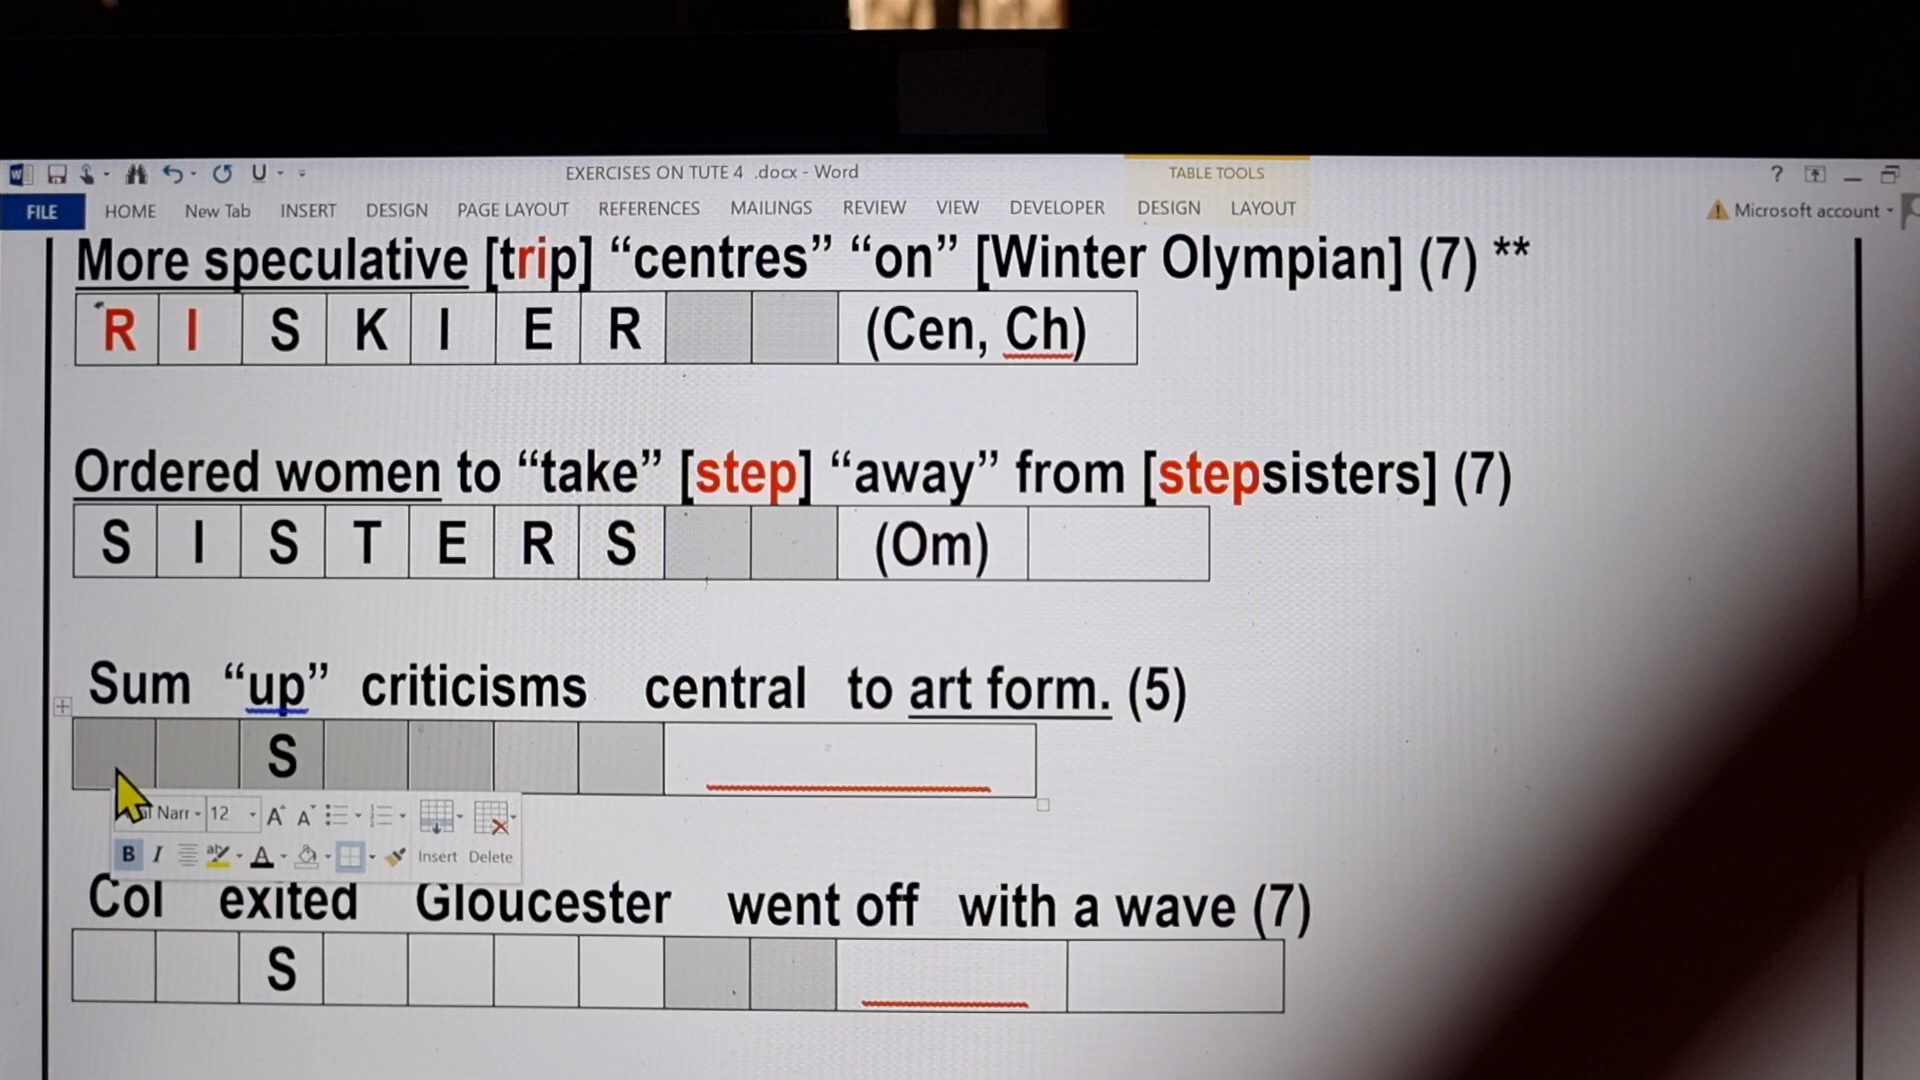 EXERCISES ON TUTE 4 .docx - Word
TABLE TOOLS
?
FILE HOME New Tab INSERT DESIGN PAGE LAYOUT REFERENCES MAILINGS REVIEW VIEW DEVELOPER DESIGN LAYOUT Microsoft account
More speculative [trip] “centres” “on” [Winter Olympian] (7) **
R I S K I E R (Cen, Ch)
Ordered women to “take” [step] “away” from [stepsisters] (7)
S I S T E R S (Om)
Sum “up” criticisms central to art form. (5)
S
Narr 12
B I Insert Delete
Col exited Gloucester went off with a wave (7)
S